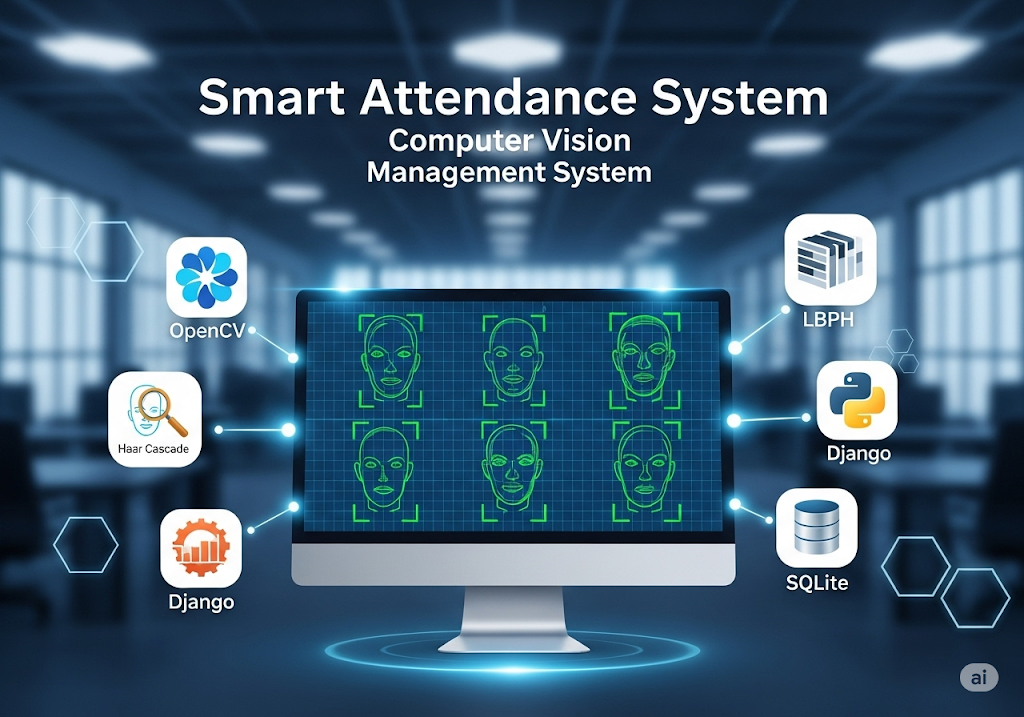 Smart Attendance System
Computer Vision
Management System
OpenCV
LBPH
Haar Cascade
Django
Django
SQLite
ai